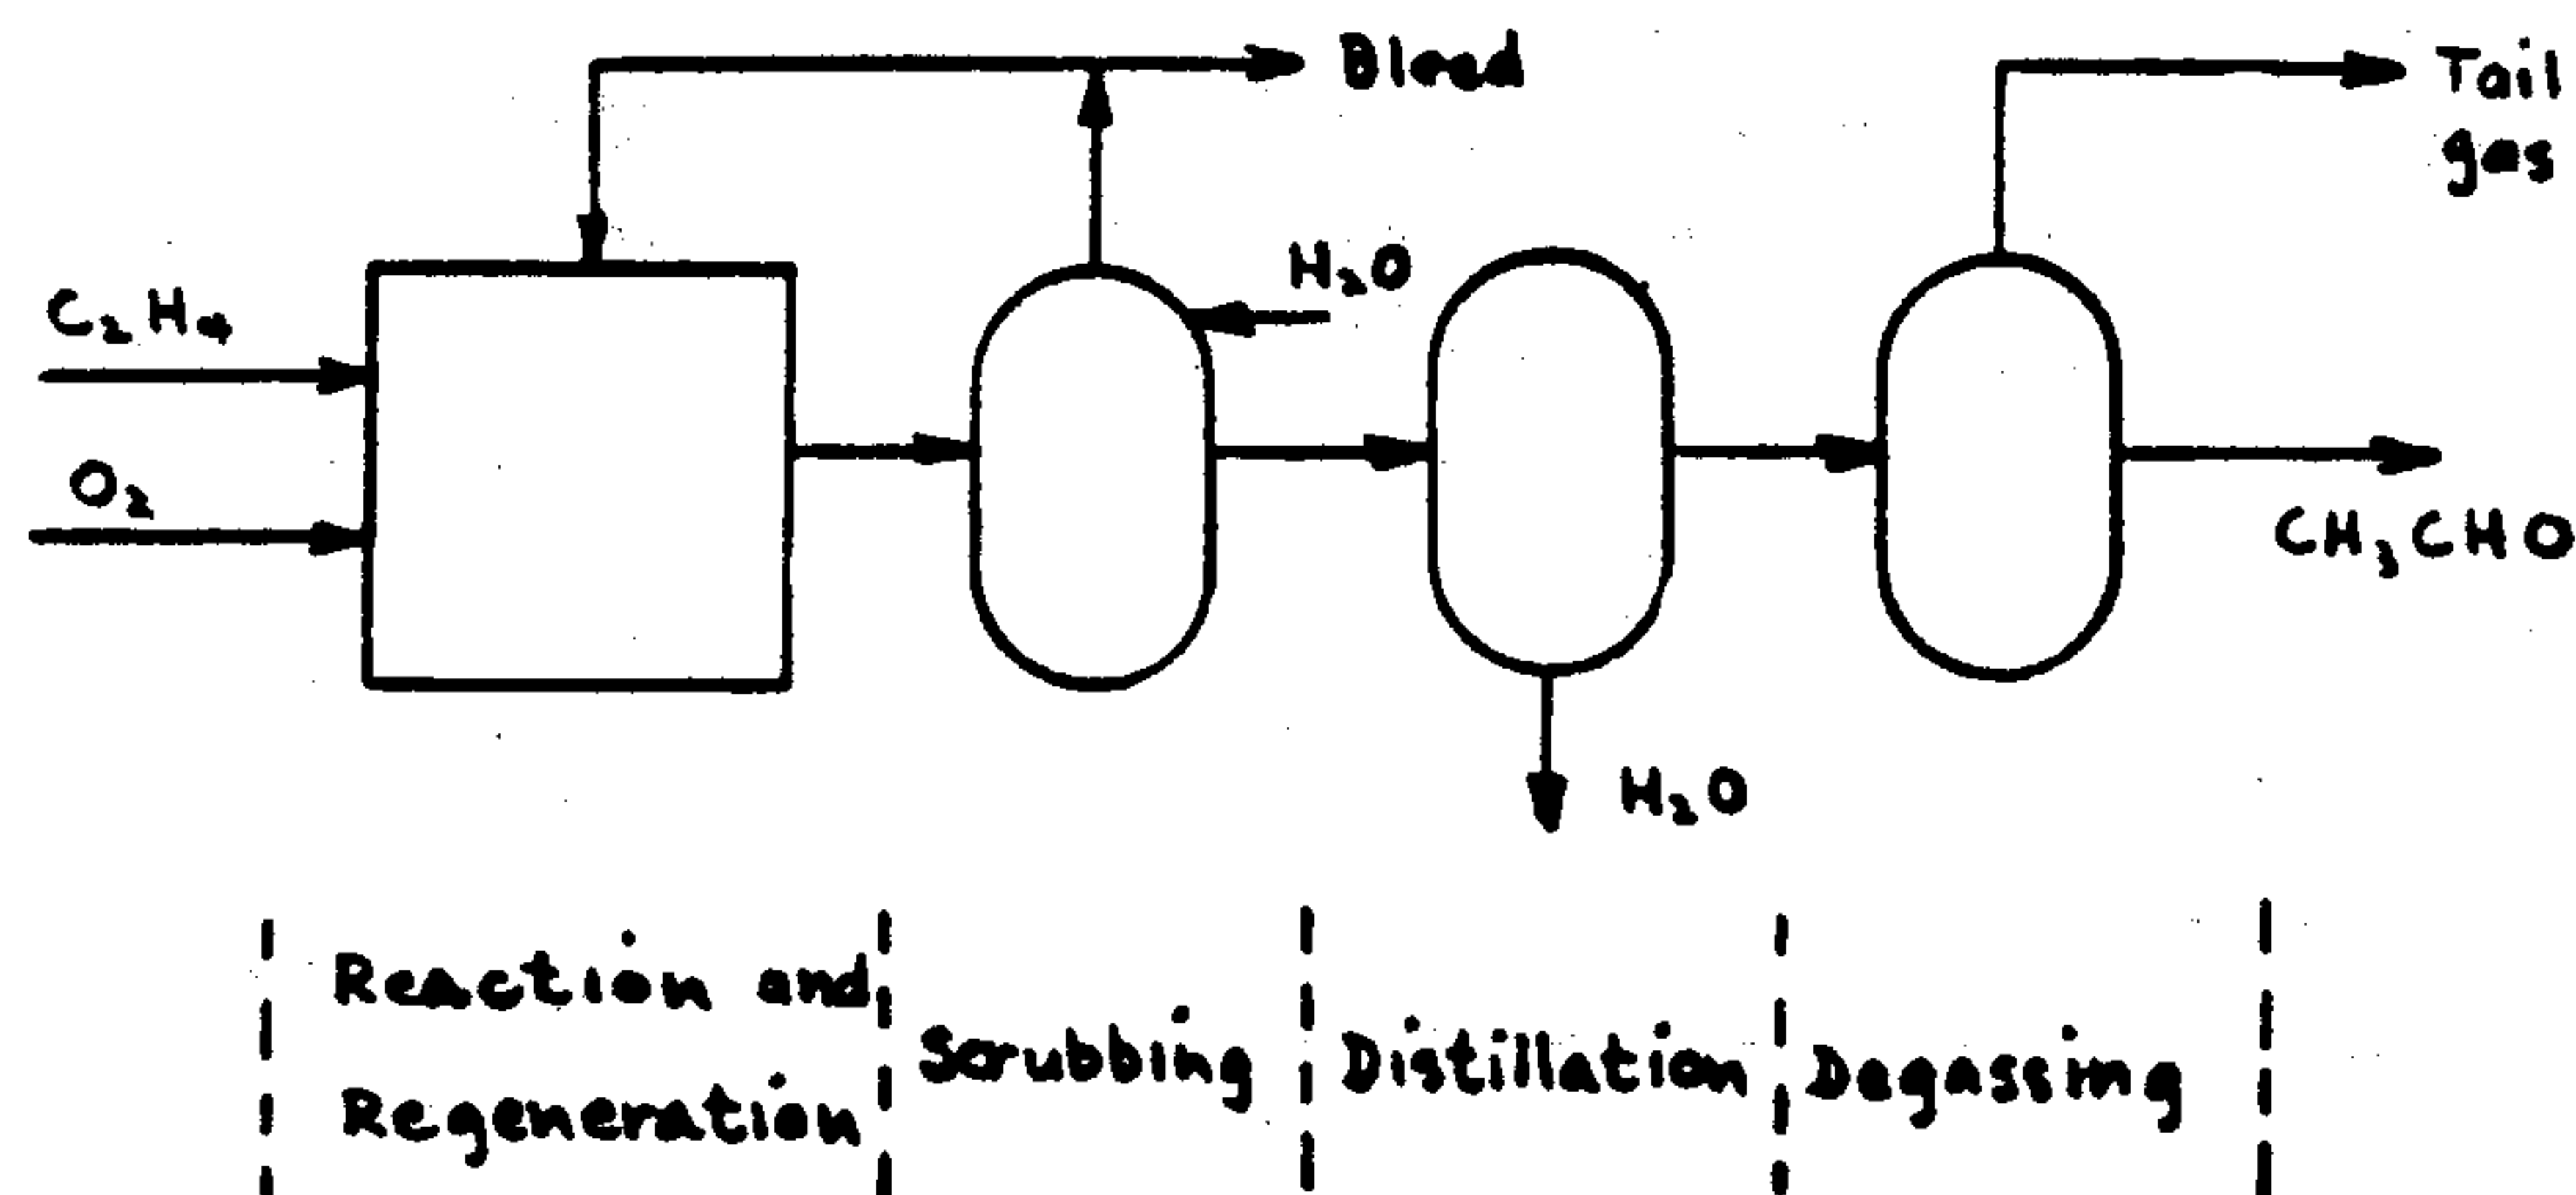 Bleed
Tail
gas
H₂O
C₂H₄
O₂
CH₃CHO
H₂O
Reaction and
Regeneration
Scrubbing
Distillation
Degassing